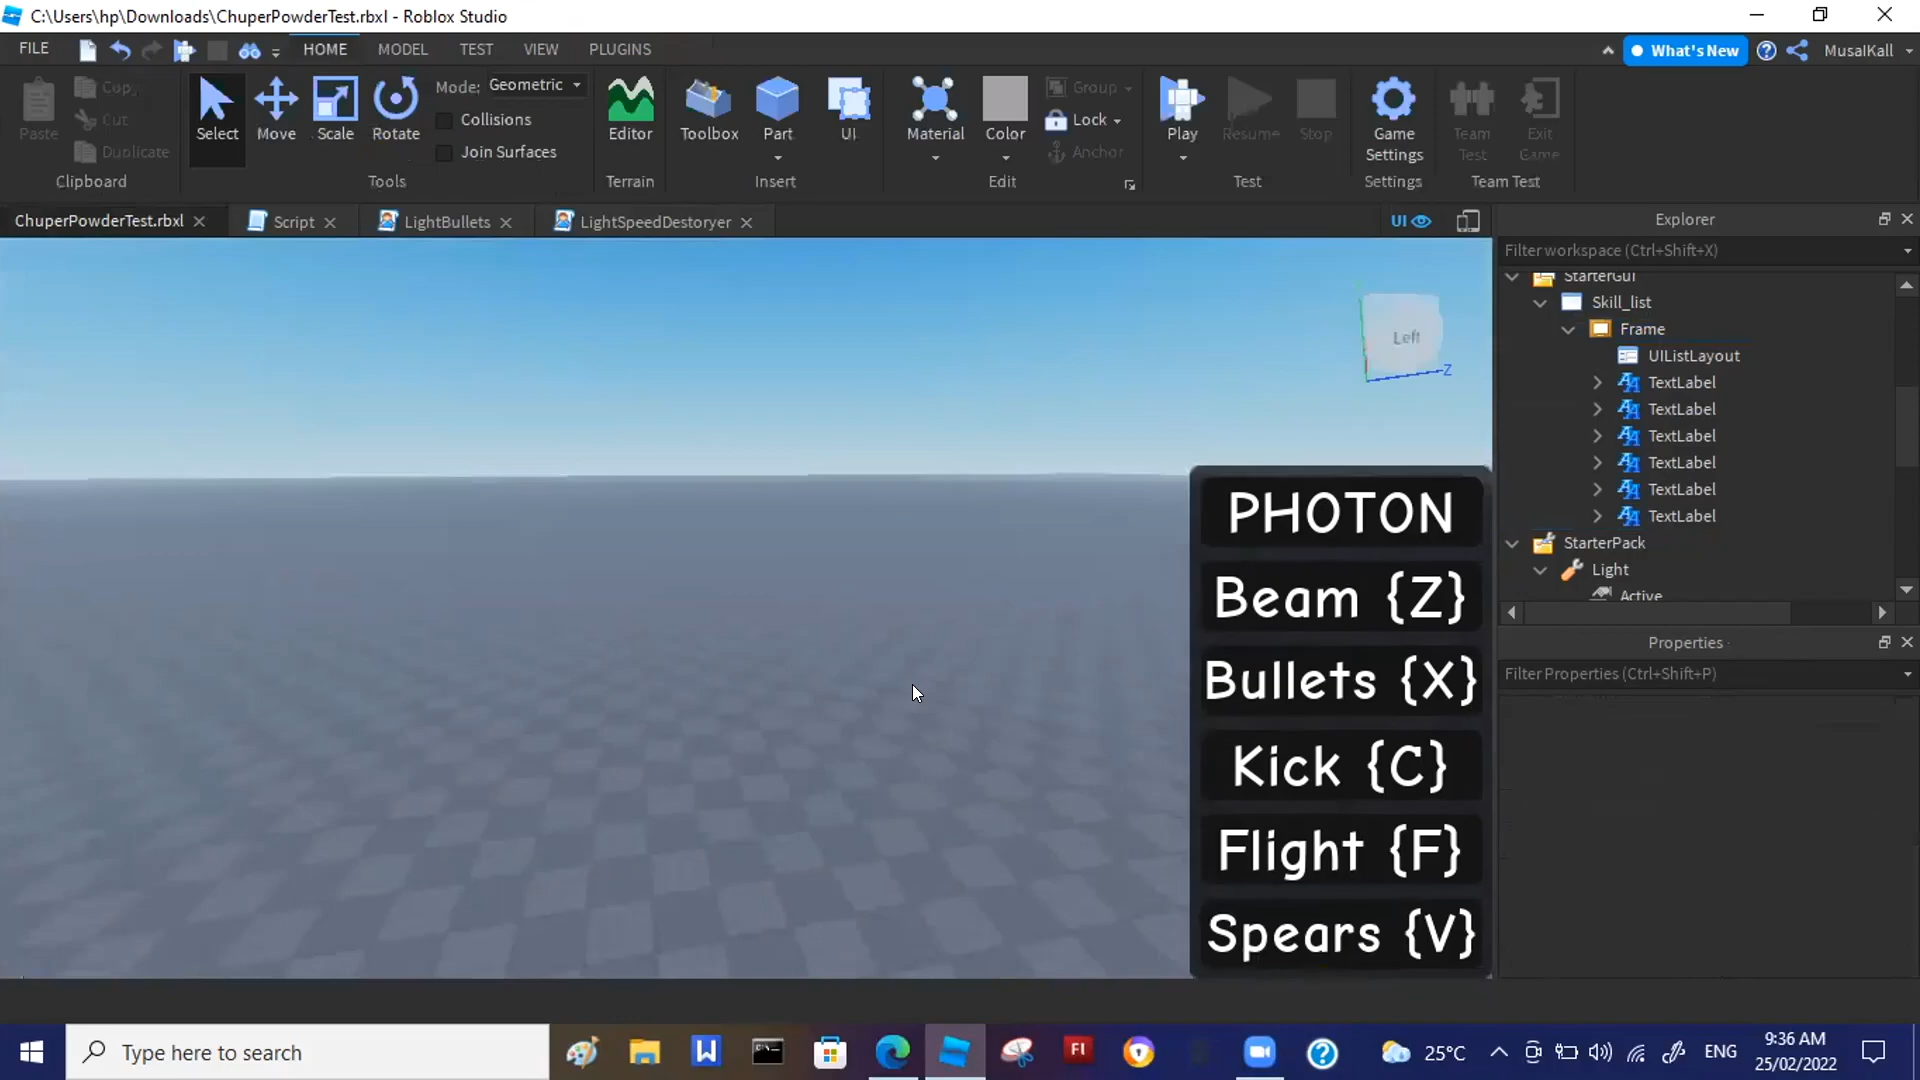 C:\Users\hp\Downloads\ChuperPowderTest.rbxl - Roblox Studio
FILE HOME MODEL TEST VIEW PLUGINS What's New MusaIKall
Paste Copy Cut Duplicate
Clipboard
Select Move Scale Rotate
Mode: Geometric
Collisions
Join Surfaces
Tools
Editor
Terrain
Toolbox Part UI
Insert
Material Color
Group
Lock
Anchor
Edit
Play Resume Stop
Test
Game Settings
Settings
Team Test
Exit Game
Team Test
ChuperPowderTest.rbxl Script LightBullets LightSpeedDestoryer UI
Left
Z
PHOTON
Beam {Z}
Bullets {X}
Kick {C}
Flight {F}
Spears {V}
Explorer
Filter workspace (Ctrl+Shift+X)
StarterGui
Skill_list
Frame
UIListLayout
TextLabel
TextLabel
TextLabel
TextLabel
TextLabel
TextLabel
StarterPack
Light
Active
Properties
Filter Properties (Ctrl+Shift+P)
Type here to search
W
FI
25°C
ENG
9:36 AM
25/02/2022